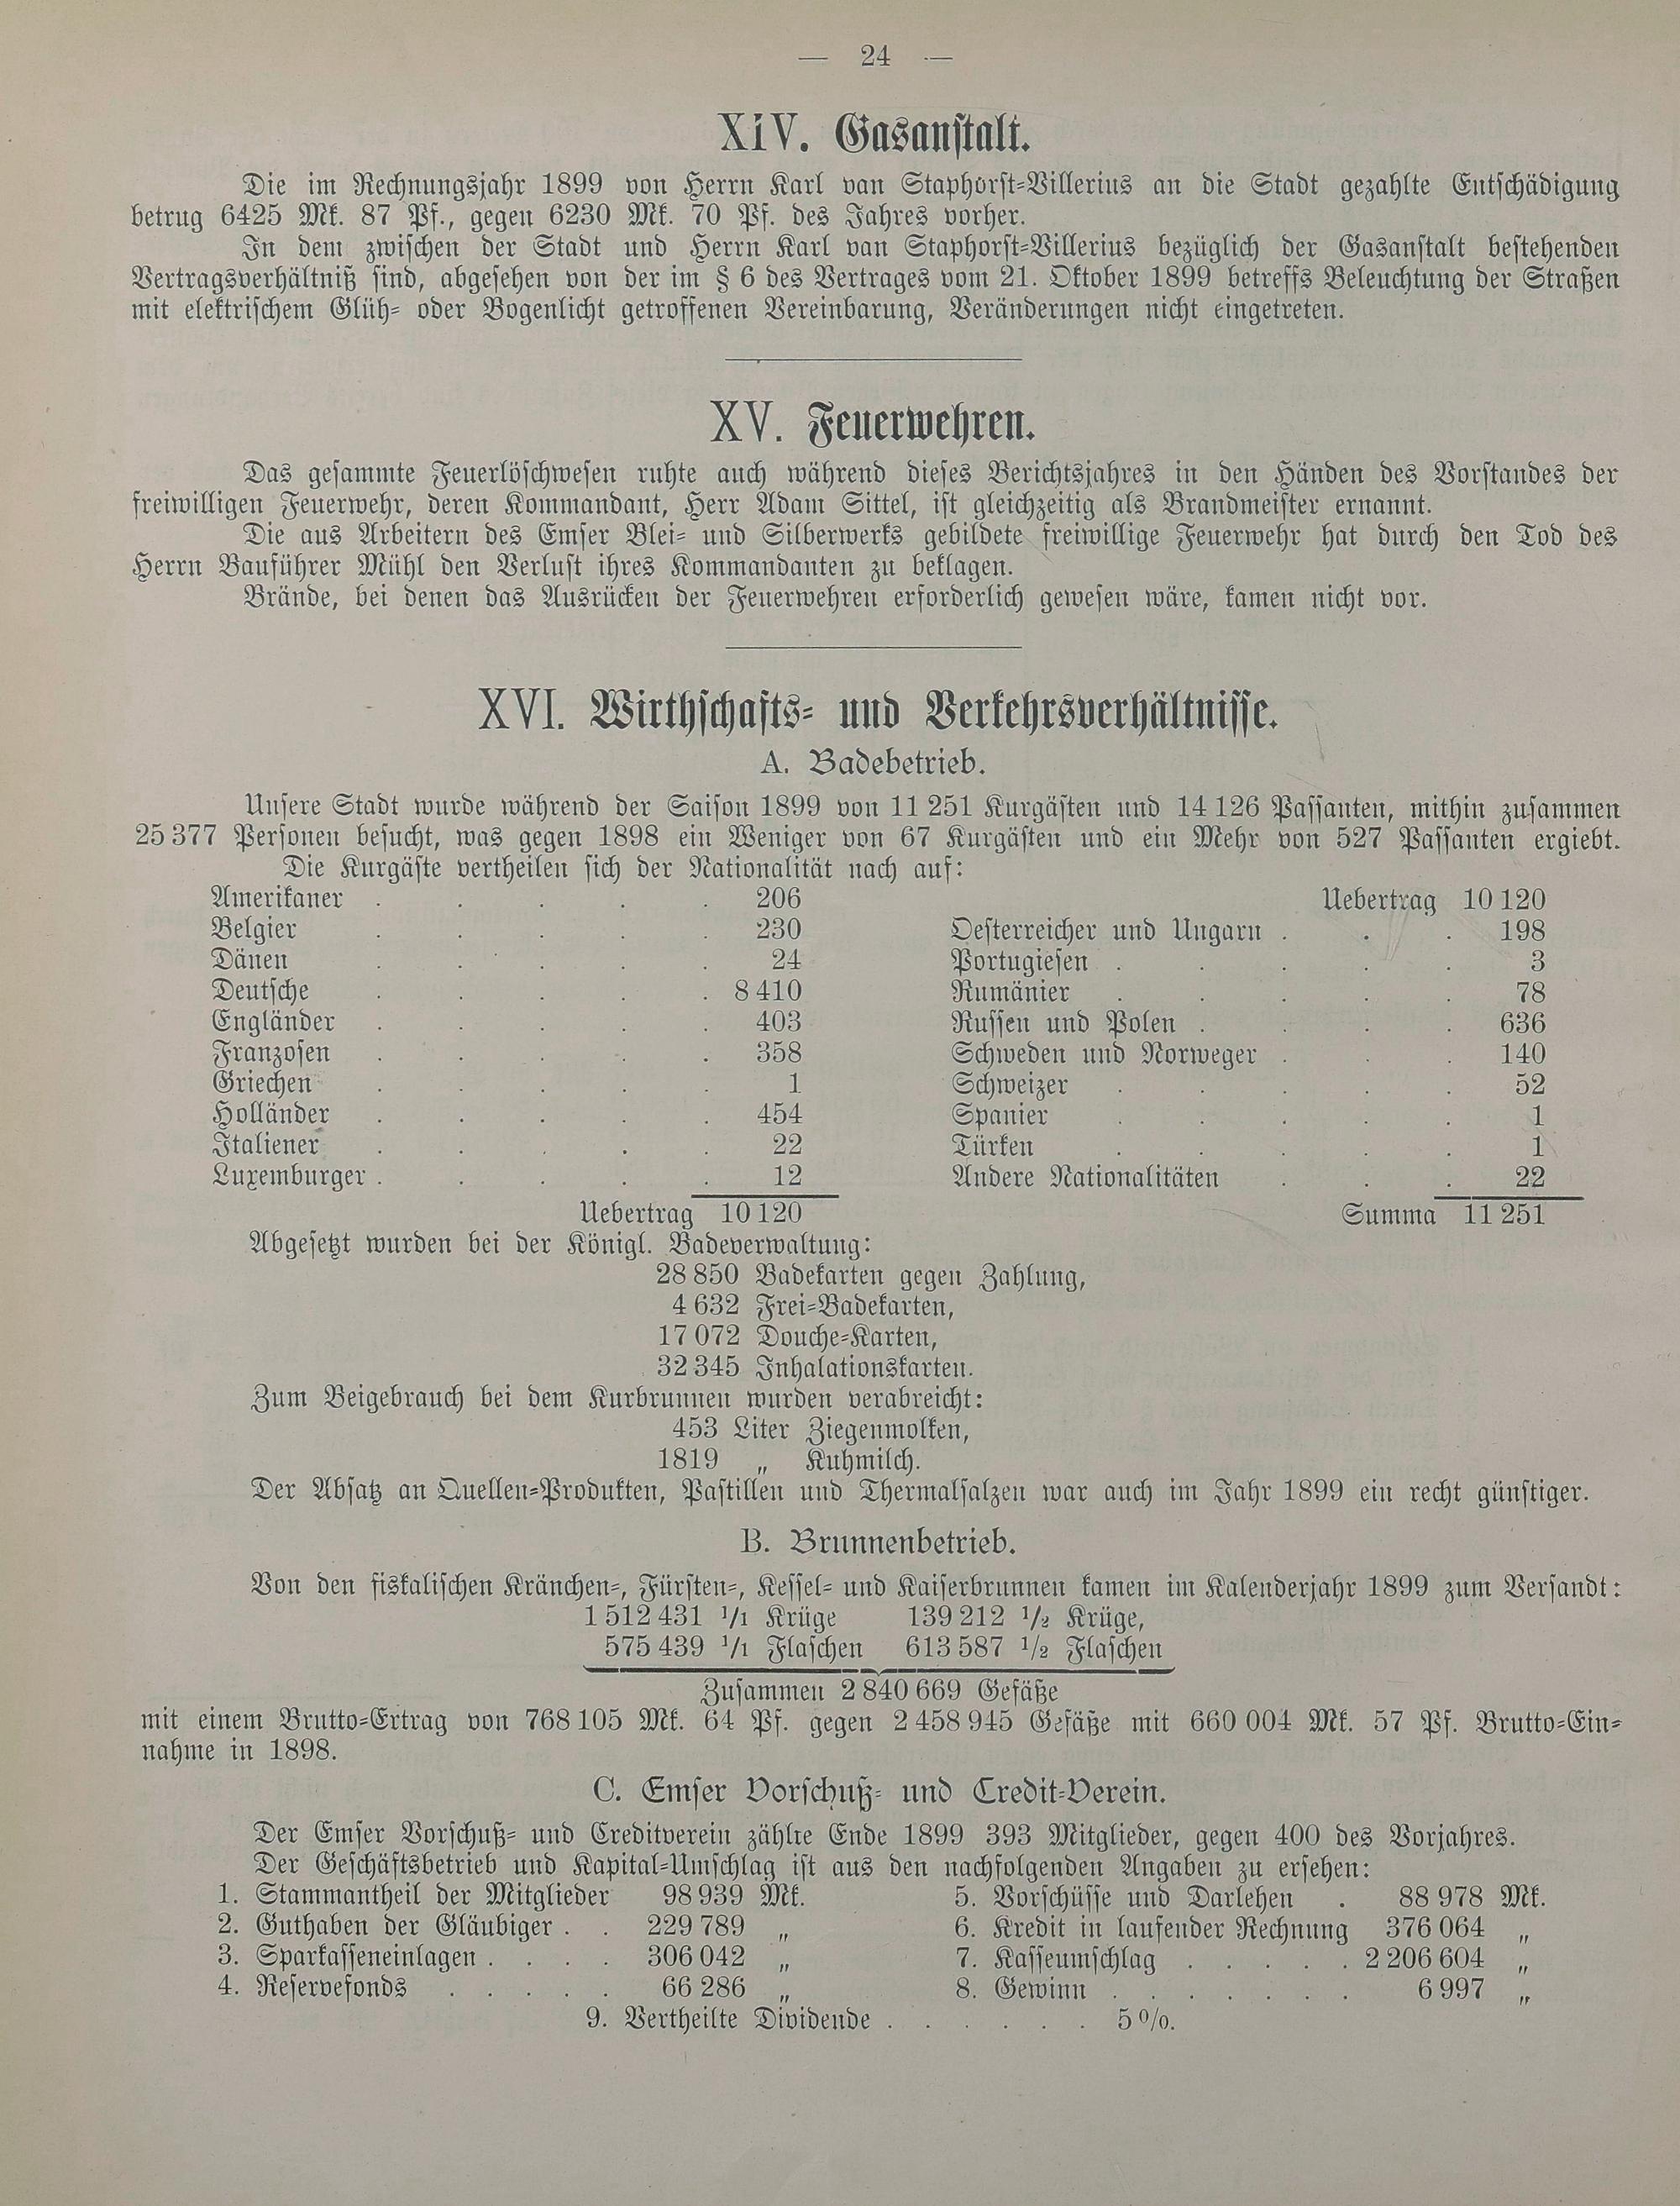 — 24 —
XIV. Gasanstalt.
Die im Rechnungsjahr 1899 von Herrn Karl van Staphorst-Villerius an die Stadt gezahlte Entschädigung
betrug 6425 Mk. 87 Pf., gegen 6230 Mk. 70 Pf. des Jahres vorher.
In dem zwischen der Stadt und Herrn Karl van Staphorst-Villerius bezüglich der Gasanstalt bestehenden
Vertragsverhältniß sind, abgesehen von der im § 6 des Vertrages vom 21. Oktober 1899 betreffs Beleuchtung der Straßen
mit elektrischem Glüh- oder Bogenlicht getroffenen Vereinbarung, Veränderungen nicht eingetreten.
XV. Feuerwehren.
Das gesammte Feuerlöschwesen ruhte auch während dieses Berichtsjahres in den Händen des Vorstandes der
freiwilligen Feuerwehr, deren Kommandant, Herr Adam Sittel, ist gleichzeitig als Brandmeister ernannt.
Die aus Arbeitern des Emser Blei- und Silberwerks gebildete freiwillige Feuerwehr hat durch den Tod des
Herrn Bauführer Mühl den Verlust ihres Kommandanten zu beklagen.
Brände, bei denen das Ausrücken der Feuerwehren erforderlich gewesen wäre, kamen nicht vor.
XVI. Wirthschafts- und Verkehrsverhältnisse.
A. Badebetrieb.
Unsere Stadt wurde während der Saison 1899 von 11 251 Kurgästen und 14 126 Passanten, mithin zusammen
25 377 Personen besucht, was gegen 1898 ein Weniger von 67 Kurgästen und ein Mehr von 527 Passanten ergiebt.
Die Kurgäste vertheilen sich der Nationalität nach auf:
Amerikaner . . . . . 206
Belgier . . . . . 230
Dänen . . . . . 24
Deutsche . . . . . 8 410
Engländer . . . . . 403
Franzosen . . . . . 358
Griechen . . . . . 1
Holländer . . . . . 454
Italiener . . . . . 22
Luxemburger . . . . . 12
Uebertrag 10 120
Uebertrag 10 120
Oesterreicher und Ungarn . . . 198
Portugiesen . . . . . 3
Rumänier . . . . . 78
Russen und Polen . . . . 636
Schweden und Norweger . . . 140
Schweizer . . . . . 52
Spanier . . . . . 1
Türken . . . . . 1
Andere Nationalitäten . . . 22
Summa 11 251
Abgesetzt wurden bei der Königl. Badeverwaltung:
28 850 Badekarten gegen Zahlung,
4 632 Frei-Badekarten,
17 072 Douche-Karten,
32 345 Inhalationskarten.
Zum Beigebrauch bei dem Kurbrunnen wurden verabreicht:
453 Liter Ziegenmolken,
1819 „ Kuhmilch.
Der Absatz an Quellen-Produkten, Pastillen und Thermalsalzen war auch im Jahr 1899 ein recht günstiger.
B. Brunnenbetrieb.
Von den fiskalischen Kränchen-, Fürsten-, Kessel- und Kaiserbrunnen kamen im Kalenderjahr 1899 zum Versandt:
1 512 431 1/1 Krüge 139 212 1/2 Krüge,
575 439 1/1 Flaschen 613 587 1/2 Flaschen
Zusammen 2 840 669 Gefäße
mit einem Brutto-Ertrag von 768 105 Mk. 64 Pf. gegen 2 458 945 Gefäße mit 660 004 Mk. 57 Pf. Brutto-Ein-
nahme in 1898.
C. Emser Vorschuß- und Credit-Verein.
Der Emser Vorschuß- und Creditverein zählte Ende 1899 393 Mitglieder, gegen 400 des Vorjahres.
Der Geschäftsbetrieb und Kapital-Umschlag ist aus den nachfolgenden Angaben zu ersehen:
1. Stammantheil der Mitglieder 98 939 Mk.
2. Guthaben der Gläubiger . . 229 789 „
3. Sparkasseneinlagen . . . . 306 042 „
4. Reservefonds . . . . . 66 286 „
5. Vorschüsse und Darlehen . 88 978 Mk.
6. Kredit in laufender Rechnung 376 064 „
7. Kasseumschlag . . . . . 2 206 604 „
8. Gewinn . . . . . . . 6 997 „
9. Vertheilte Dividende . . . . . . 5 %.